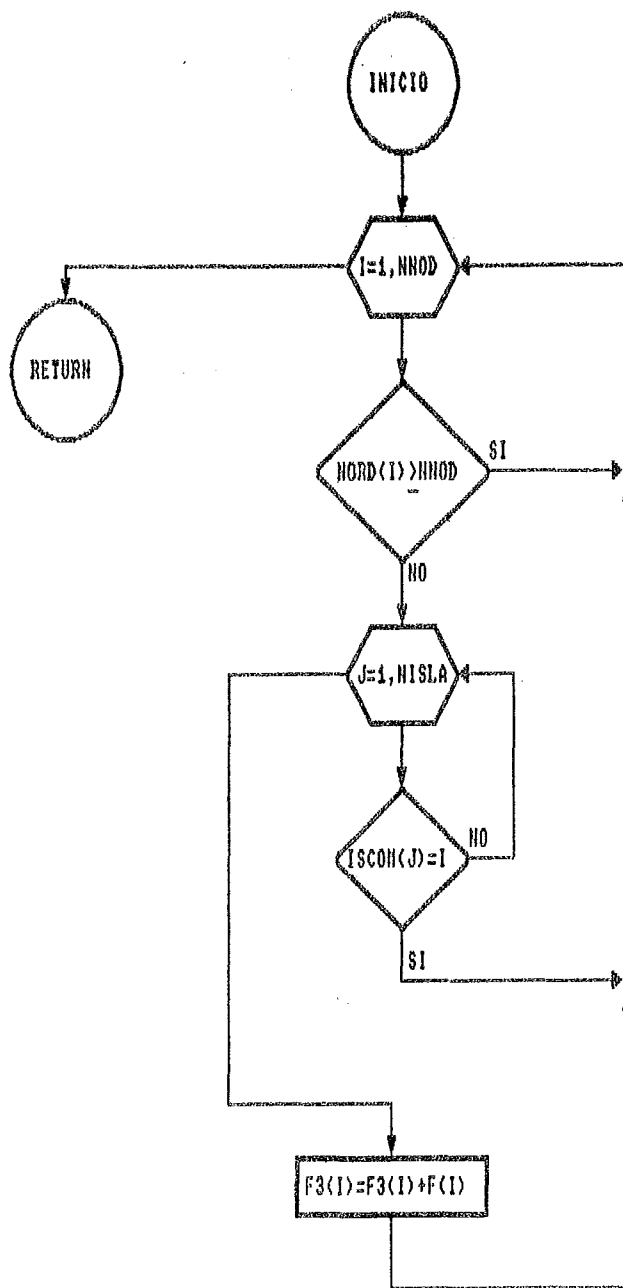 INICIO
I=1,NNOD
RETURN
NORD(I)>NNOD
SI
NO
J=1,NISLA
ISCON(J)=I
NO
SI
F3(I)=F3(I)+F(I)